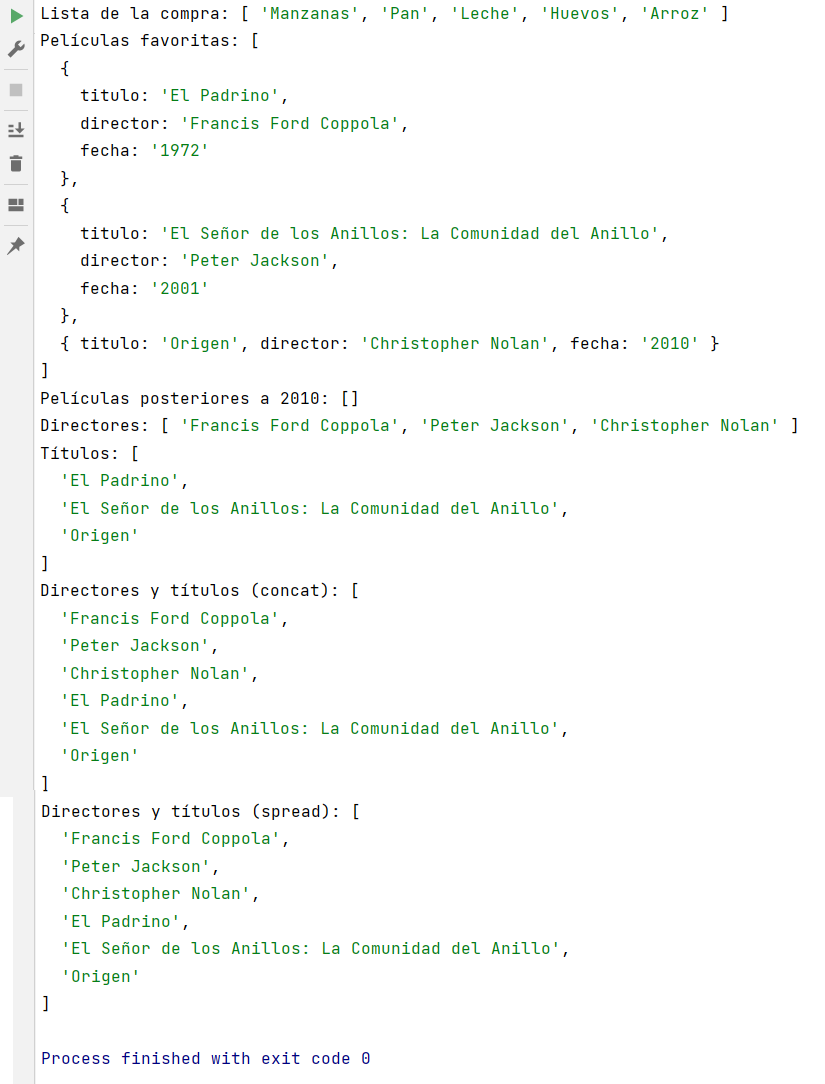 Lista de la compra: [ 'Manzanas', 'Pan', 'Leche', 'Huevos', 'Arroz' ]
Películas favoritas: [
  {
    titulo: 'El Padrino',
    director: 'Francis Ford Coppola',
    fecha: '1972'
  },
  {
    titulo: 'El Señor de los Anillos: La Comunidad del Anillo',
    director: 'Peter Jackson',
    fecha: '2001'
  },
  { titulo: 'Origen', director: 'Christopher Nolan', fecha: '2010' }
]
Películas posteriores a 2010: []
Directores: [ 'Francis Ford Coppola', 'Peter Jackson', 'Christopher Nolan' ]
Títulos: [
  'El Padrino',
  'El Señor de los Anillos: La Comunidad del Anillo',
  'Origen'
]
Directores y títulos (concat): [
  'Francis Ford Coppola',
  'Peter Jackson',
  'Christopher Nolan',
  'El Padrino',
  'El Señor de los Anillos: La Comunidad del Anillo',
  'Origen'
]
Directores y títulos (spread): [
  'Francis Ford Coppola',
  'Peter Jackson',
  'Christopher Nolan',
  'El Padrino',
  'El Señor de los Anillos: La Comunidad del Anillo',
  'Origen'
]

Process finished with exit code 0